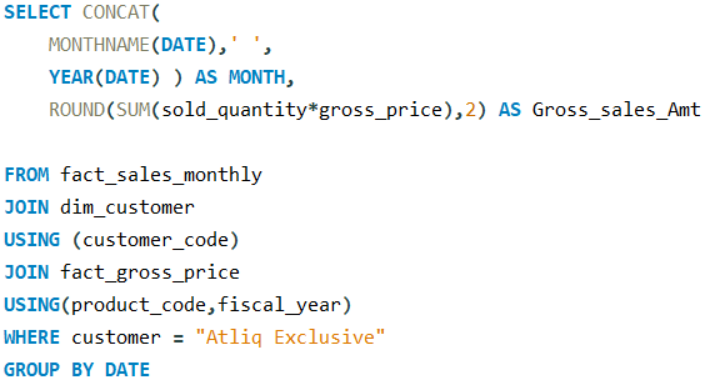 SELECT CONCAT(
MONTHNAME(DATE),' ',
YEAR(DATE) ) AS MONTH,
ROUND(SUM(sold_quantity*gross_price),2) AS Gross_sales_Amt
FROM fact_sales_monthly
JOIN dim_customer
USING (customer_code)
JOIN fact_gross_price
USING(product_code,fiscal_year)
WHERE customer = "Atliq Exclusive"
GROUP BY DATE